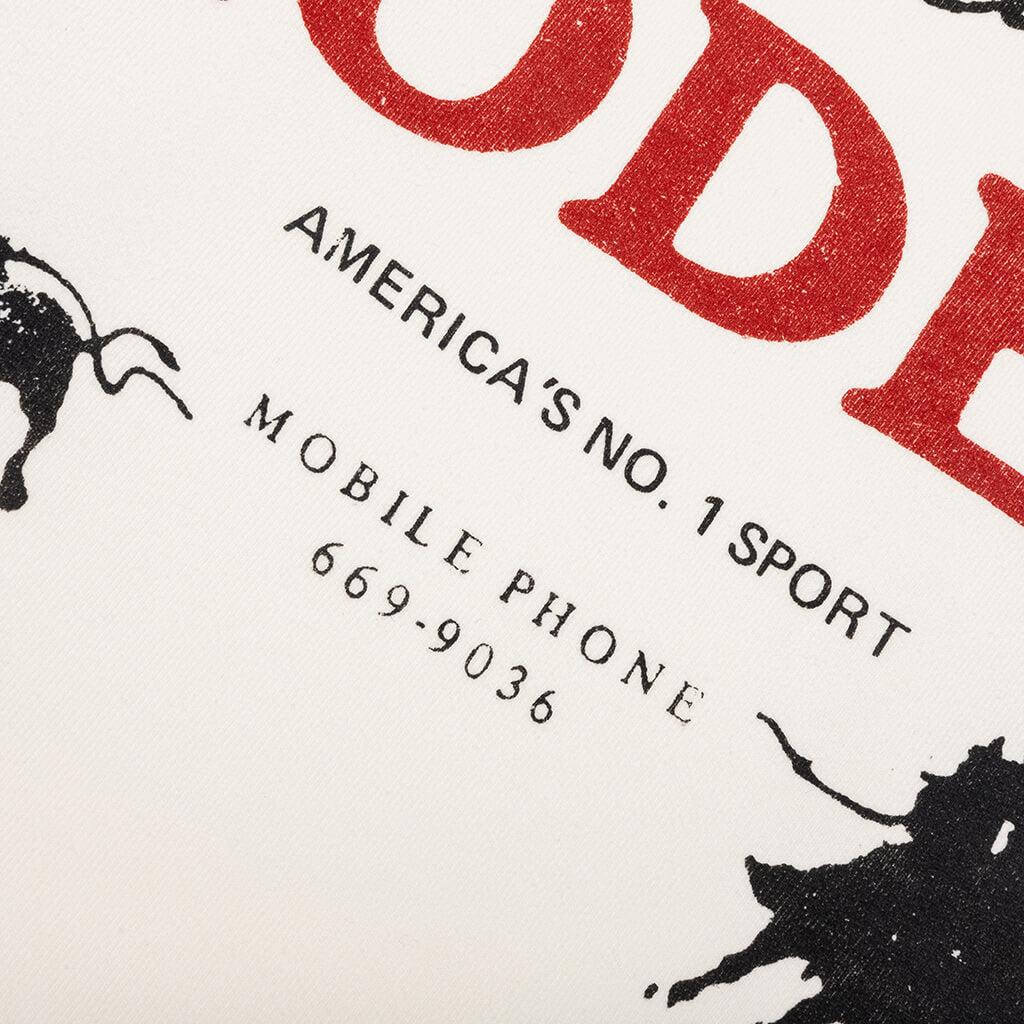 ODE
AMERICA'S NO. 1 SPORT
MOBILE PHONE
669-9036